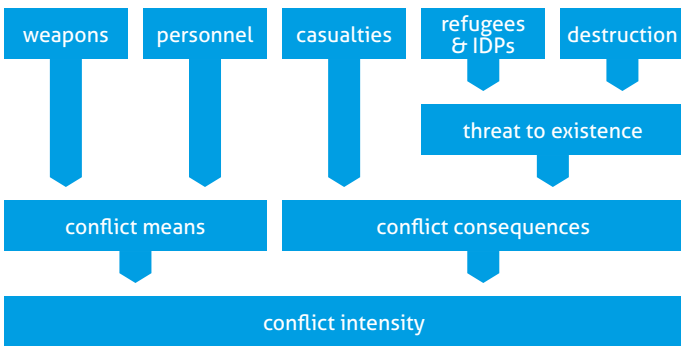 weapons
personnel
casualties
refugees
& IDPs
destruction
threat to existence
conflict means
conflict consequences
conflict intensity